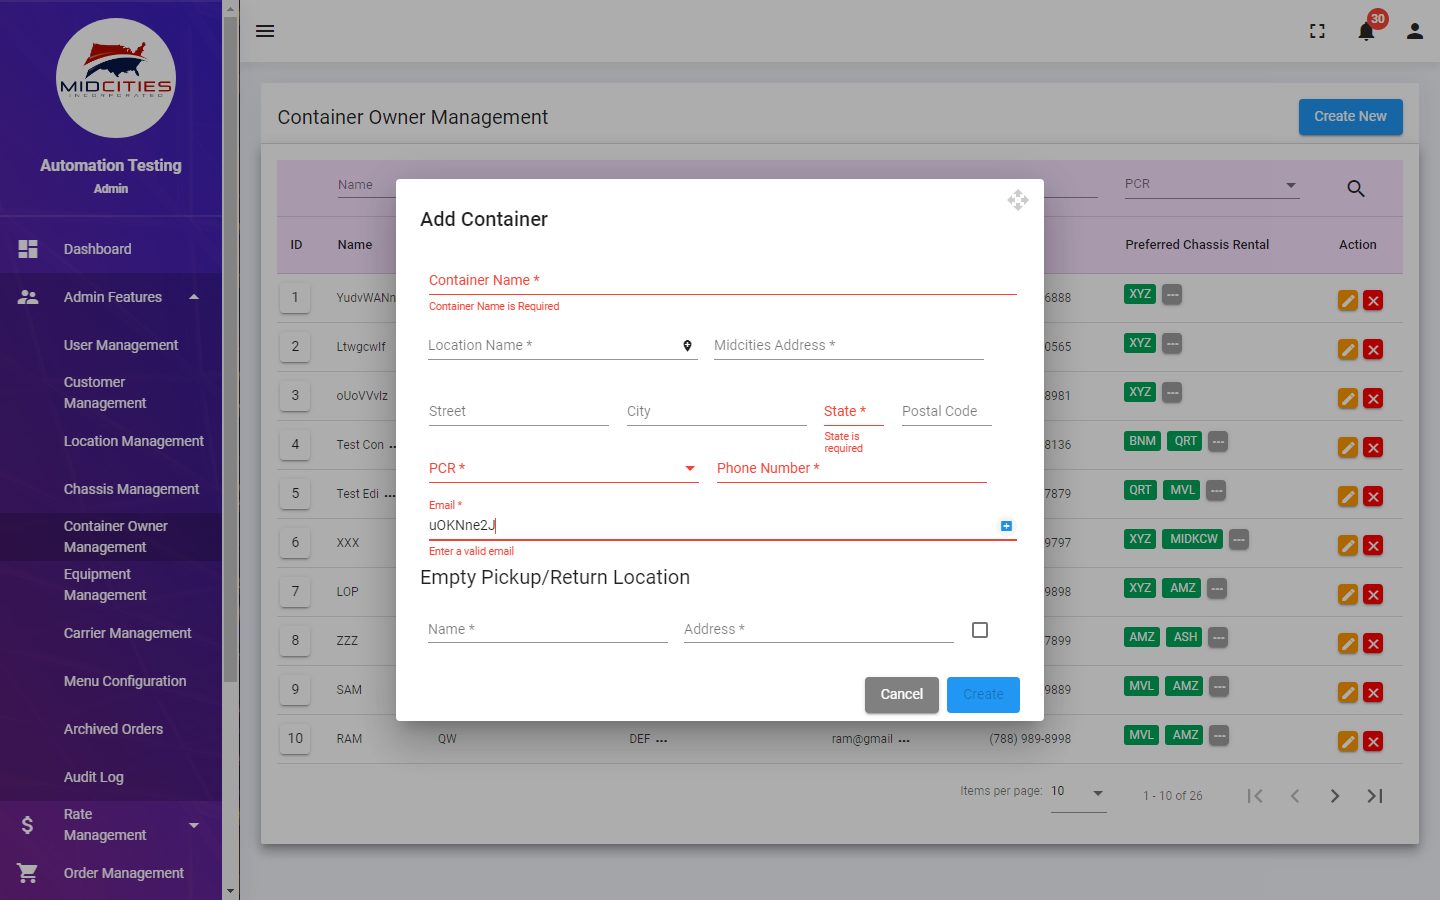 MIDCITIES
INCORPORATED
Automation Testing
Admin
Dashboard
Admin Features
User Management
Customer
Management
Location Management
Chassis Management
Container Owner
Management
Equipment
Management
Carrier Management
Menu Configuration
Archived Orders
Audit Log
Rate
Management
Order Management
30
Container Owner Management
Create New
Name
PCR
ID
Name
Preferred Chassis Rental
Action
1 YudvWANn 6888 XYZ ---
2 Ltwgcwlf 0565 XYZ ---
3 oUoVVvlz 8981 XYZ ---
4 Test Con ... 8136 BNM QRT ---
5 Test Edi ... 7879 QRT MVL ---
6 XXX 9797 XYZ MIDKCW ---
7 LOP 9898 XYZ AMZ ---
8 ZZZ 7899 AMZ ASH ---
9 SAM 9889 MVL AMZ ---
10 RAM QW DEF ... ram@gmail ... (788) 989-8998 MVL AMZ ---
Items per page: 10 1 - 10 of 26
Add Container
Container Name *
Container Name is Required
Location Name * Midcities Address *
Street City State * Postal Code
State is
required
PCR * Phone Number *
Email *
uOKNne2J
Enter a valid email
Empty Pickup/Return Location
Name * Address *
Cancel Create